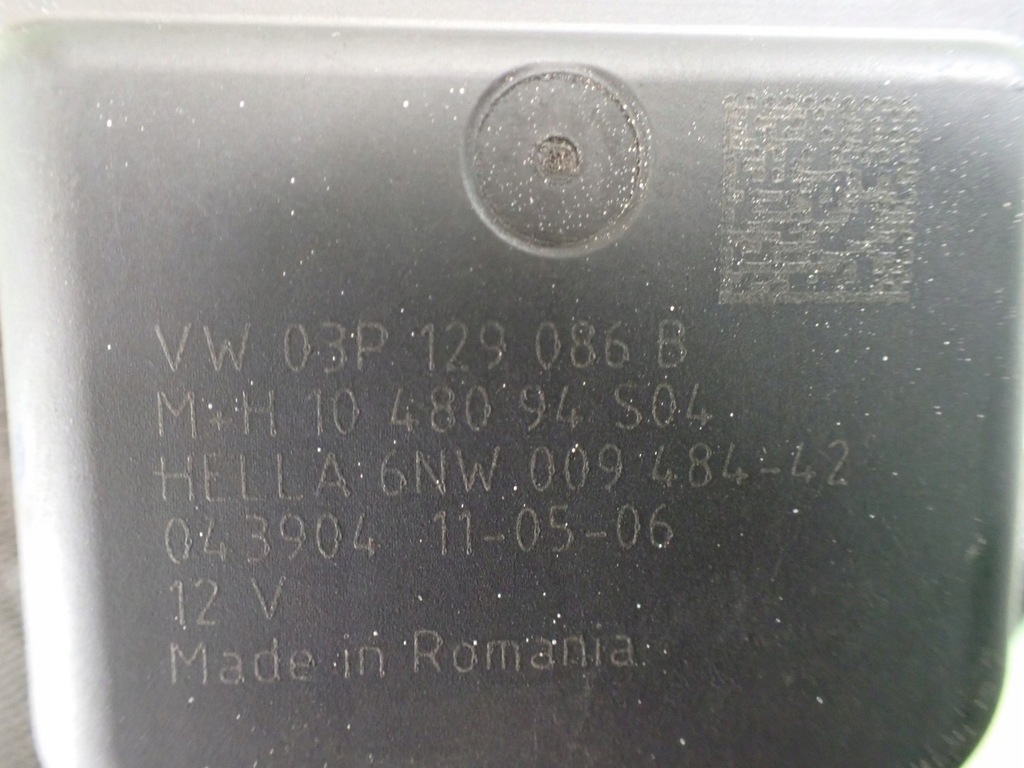 VW 03P 129 086 B
M+H 10 480 94 S04
HELLA 6NW 009 484-42
043904 11-05-06
12 V
Made in Romania